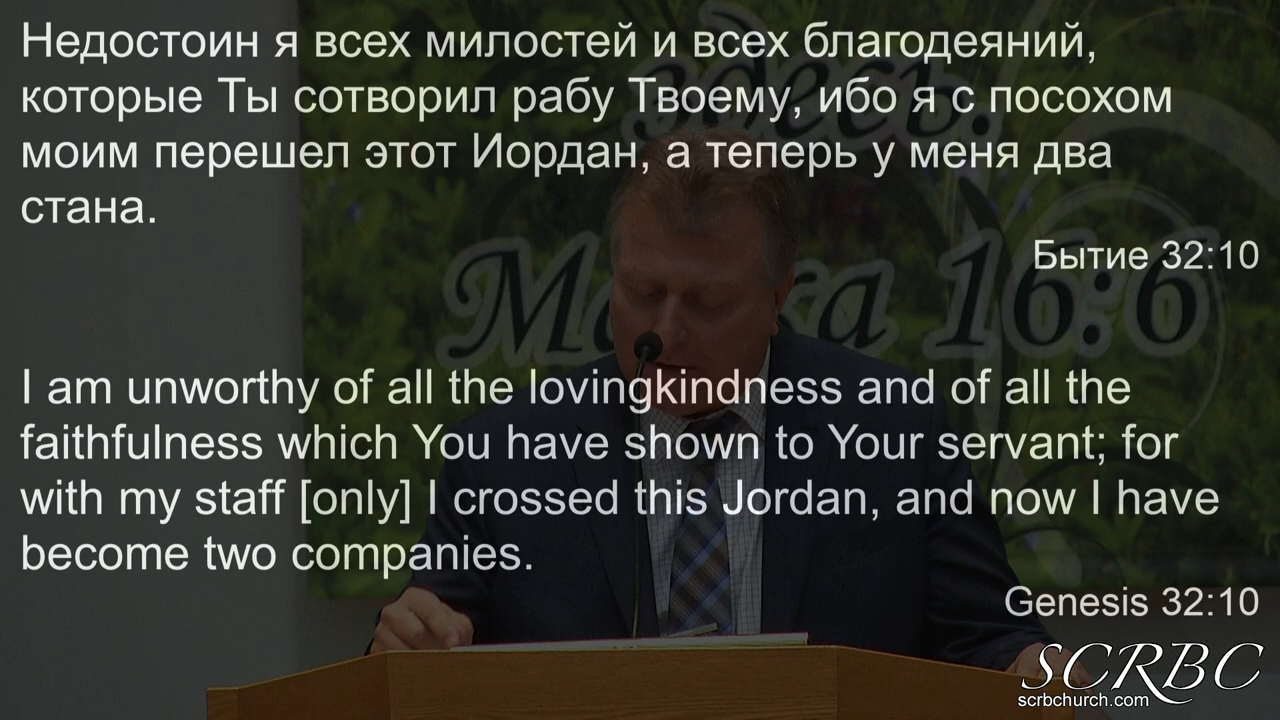 Недостоин я всех милостей и всех благодеяний,
которые Ты сотворил рабу Твоему, ибо я с посохом
моим перешел этот Иордан, а теперь у меня два
стана.
Бытие 32:10
здесь.
16:6
I am unworthy of all the lovingkindness and of all the
faithfulness which You have shown to Your servant; for
with my staff [only] I crossed this Jordan, and now I have
become two companies.
Genesis 32:10
SCRBC
scrbchurch.com